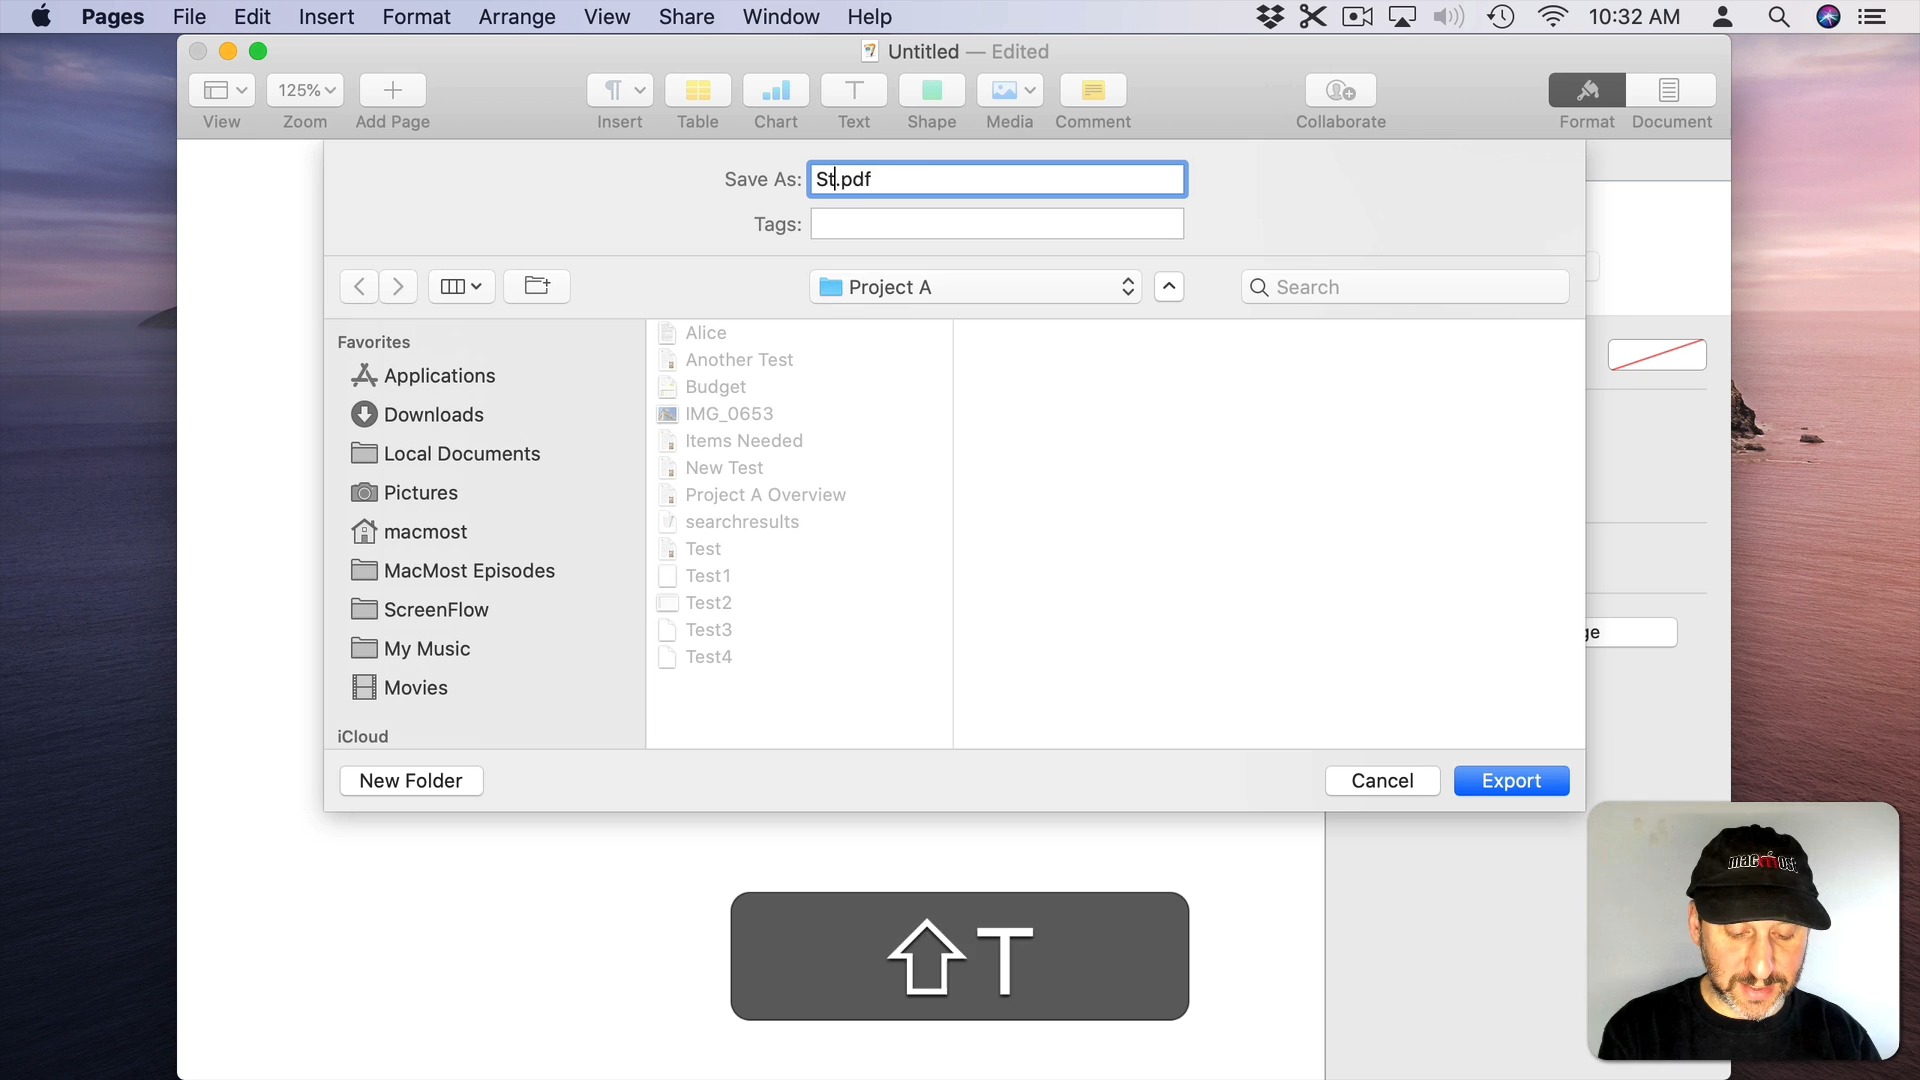 Pages File Edit Insert Format Arrange View Share Window Help 10:32 AM
Untitled — Edited
125%
View Zoom Add Page Insert Table Chart Text Shape Media Comment Collaborate Format Document
Save As: St.pdf
Tags:
Project A Search
Favorites
Applications
Downloads
Local Documents
Pictures
macmost
MacMost Episodes
ScreenFlow
My Music
Movies
iCloud
Alice
Another Test
Budget
IMG_0653
Items Needed
New Test
Project A Overview
searchresults
Test
Test1
Test2
Test3
Test4
ge
New Folder Cancel Export
T
macmost